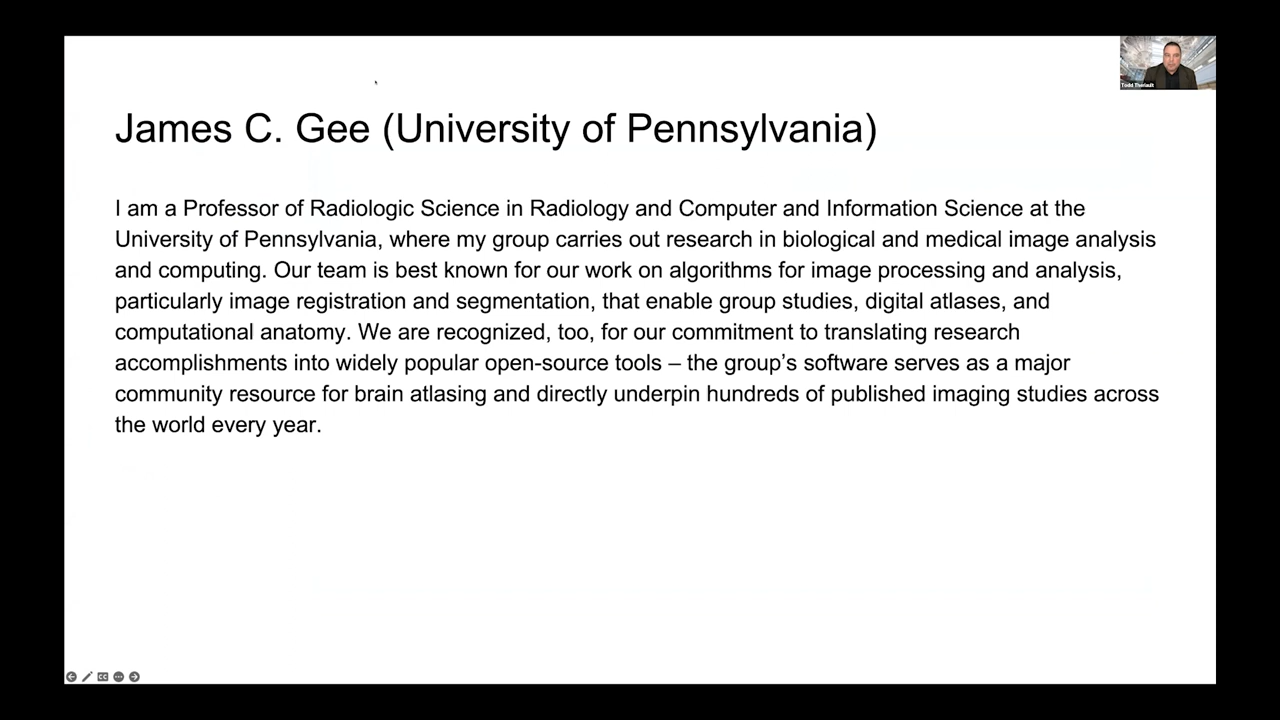 James C. Gee (University of Pennsylvania)
I am a Professor of Radiologic Science in Radiology and Computer and Information Science at the
University of Pennsylvania, where my group carries out research in biological and medical image analysis
and computing. Our team is best known for our work on algorithms for image processing and analysis,
particularly image registration and segmentation, that enable group studies, digital atlases, and
computational anatomy. We are recognized, too, for our commitment to translating research
accomplishments into widely popular open-source tools – the group’s software serves as a major
community resource for brain atlasing and directly underpin hundreds of published imaging studies across
the world every year.
Todd Theriault
CC